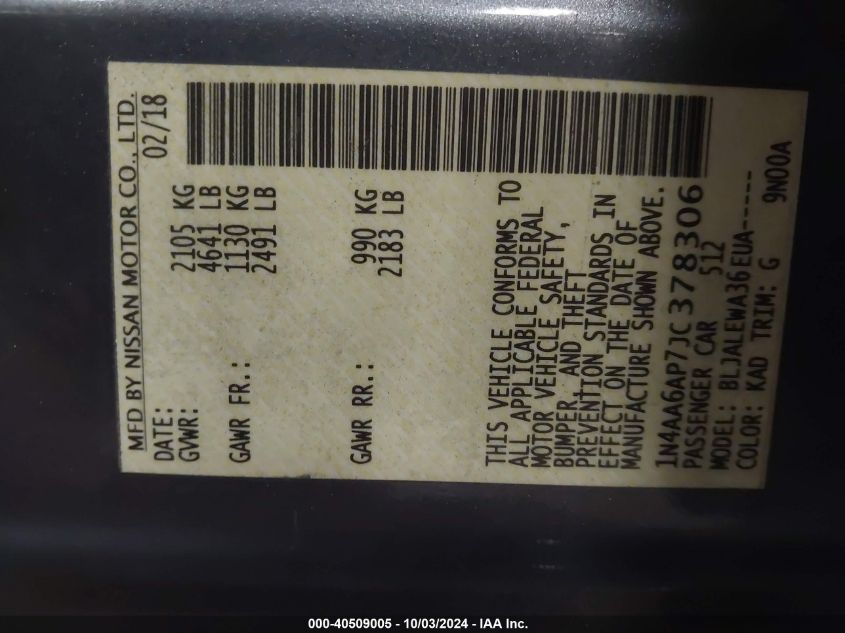 MFD BY NISSAN MOTOR CO., LTD.
DATE: 02/18
GVWR: 2105 KG
4641 LB
GAWR FR.: 1130 KG
2491 LB
GAWR RR.: 990 KG
2183 LB
THIS VEHICLE CONFORMS TO
ALL APPLICABLE FEDERAL
MOTOR VEHICLE SAFETY,
BUMPER, AND THEFT
PREVENTION STANDARDS IN
EFFECT ON THE DATE OF
MANUFACTURE SHOWN ABOVE.
1N4AA6AP7JC378306
PASSENGER CAR 512
MODEL: BLJALEWA36EUA-----
COLOR: KAD TRIM: G 9N00A
000-40509005 - 10/03/2024 - IAA Inc.